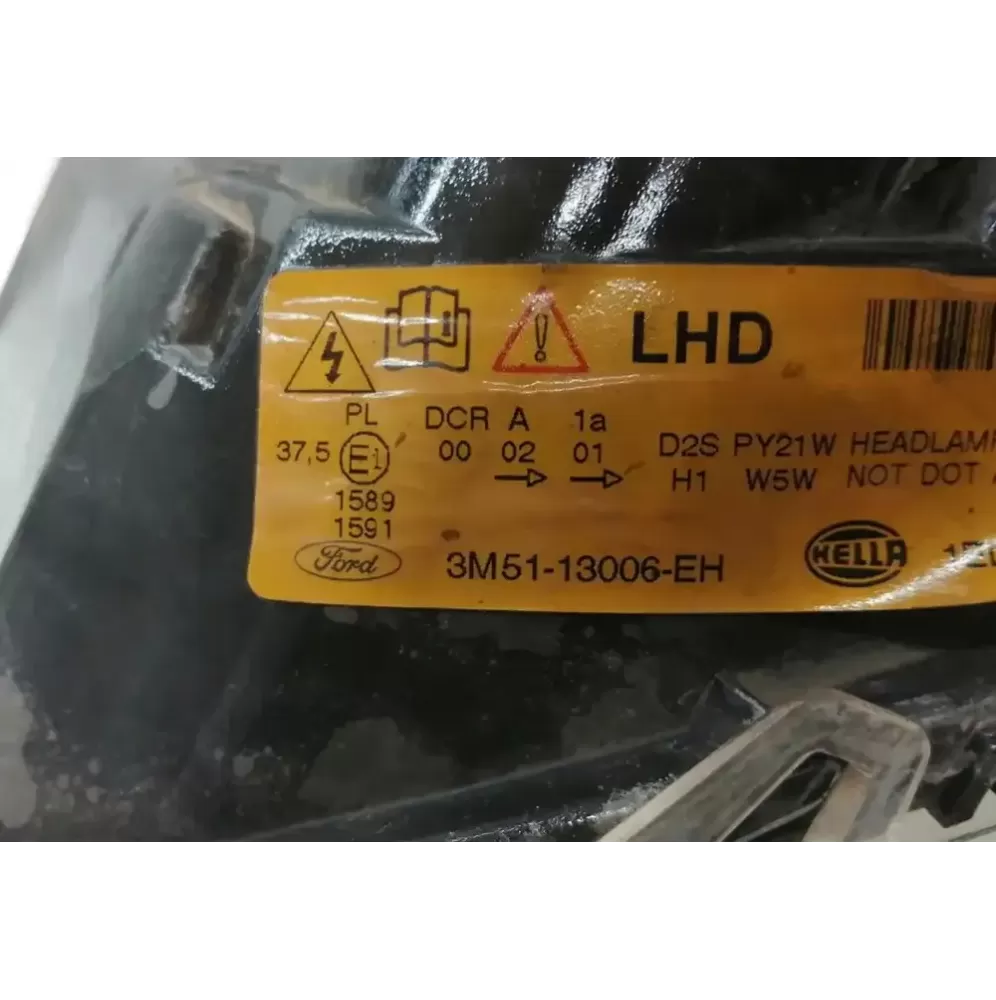 LHD
PL DCR A 1a
37,5 E1 00 02 01 D2S PY21W
1589 H1 W5W NOT DOT
1591
Ford 3M51-13006-EH HELLA